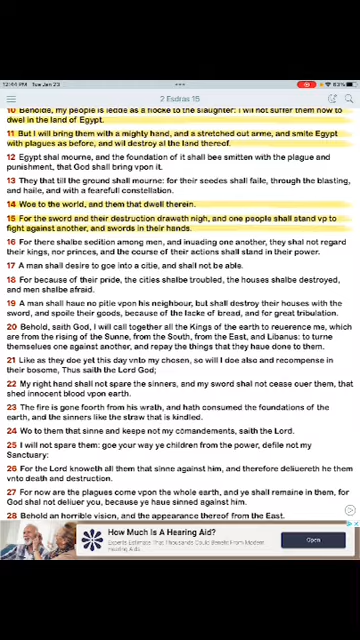 12:44 PM Tue Jan 23
63%
2 Esdras 15
10 Beholde, my people is ledde as a flocke to the slaughter: I will not suffer them now to
dwel in the land of Egypt.
11 But I will bring them with a mighty hand, and a stretched out arme, and smite Egypt
with plagues as before, and wil destroy al the land thereof.
12 Egypt shal mourne, and the foundation of it shall bee smitten with the plague and
punishment, that God shall bring vpon it.
13 They that till the ground shall mourne: for their seedes shall faile, through the blasting,
and haile, and with a fearefull constellation.
14 Woe to the world, and them that dwell therein.
15 For the sword and their destruction draweth nigh, and one people shall stand vp to
fight against another, and swords in their hands.
16 For there shalbe sedition among men, and inuading one another, they shal not regard
their kings, nor princes, and the course of their actions shall stand in their power.
17 A man shall desire to goe into a citie, and shall not be able.
18 For because of their pride, the cities shalbe troubled, the houses shalbe destroyed,
and men shalbe afraid.
19 A man shall haue no pitie vpon his neighbour, but shall destroy their houses with the
sword, and spoile their goods, because of the lacke of bread, and for great tribulation.
20 Behold, saith God, I will call together all the Kings of the earth to reuerence me, which
are from the rising of the Sunne, from the South, from the East, and Libanus: to turne
themselues one against another, and repay the things that they haue done to them.
21 Like as they doe yet this day vnto my chosen, so will I doe also and recompense in
their bosome, Thus saith the Lord God;
22 My right hand shall not spare the sinners, and my sword shal not cease ouer them, that
shed innocent blood vpon earth.
23 The fire is gone foorth from his wrath, and hath consumed the foundations of the
earth, and the sinners like the straw that is kindled.
24 Wo to them that sinne and keepe not my cōmandements, saith the Lord.
25 I will not spare them: goe your way ye children from the power, defile not my
Sanctuary:
26 For the Lord knoweth all them that sinne against him, and therefore deliuereth he them
vnto death and destruction.
27 For now are the plagues come vpon the whole earth, and ye shall remaine in them, for
God shall not deliuer you, because ye haue sinned against him.
28 Behold an horrible vision, and the appearance thereof from the East.
How Much Is A Hearing Aid?
Experts Estimate That Thousands Could Benefit From Modern
Hearing Aids
Open